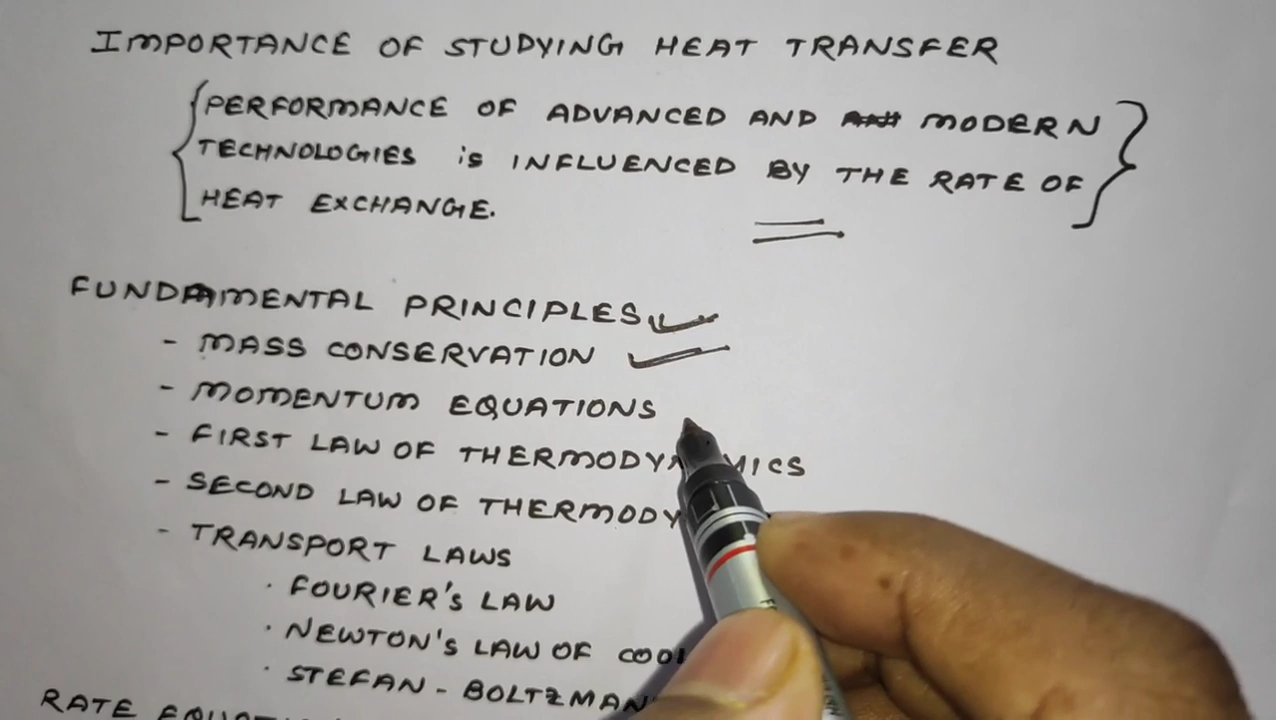 IMPORTANCE OF STUDYING HEAT TRANSFER
PERFORMANCE OF ADVANCED AND MODERN
TECHNOLOGIES is INFLUENCED BY THE RATE OF
HEAT EXCHANGE.
FUNDAMENTAL PRINCIPLES
- MASS CONSERVATION
- MOMENTUM EQUATIONS
- FIRST LAW OF THERMODYNAMICS
- SECOND LAW OF THERMODY
- TRANSPORT LAWS
· FOURIER'S LAW
· NEWTON'S LAW OF COOL
· STEFAN - BOLTZMAN
RATE